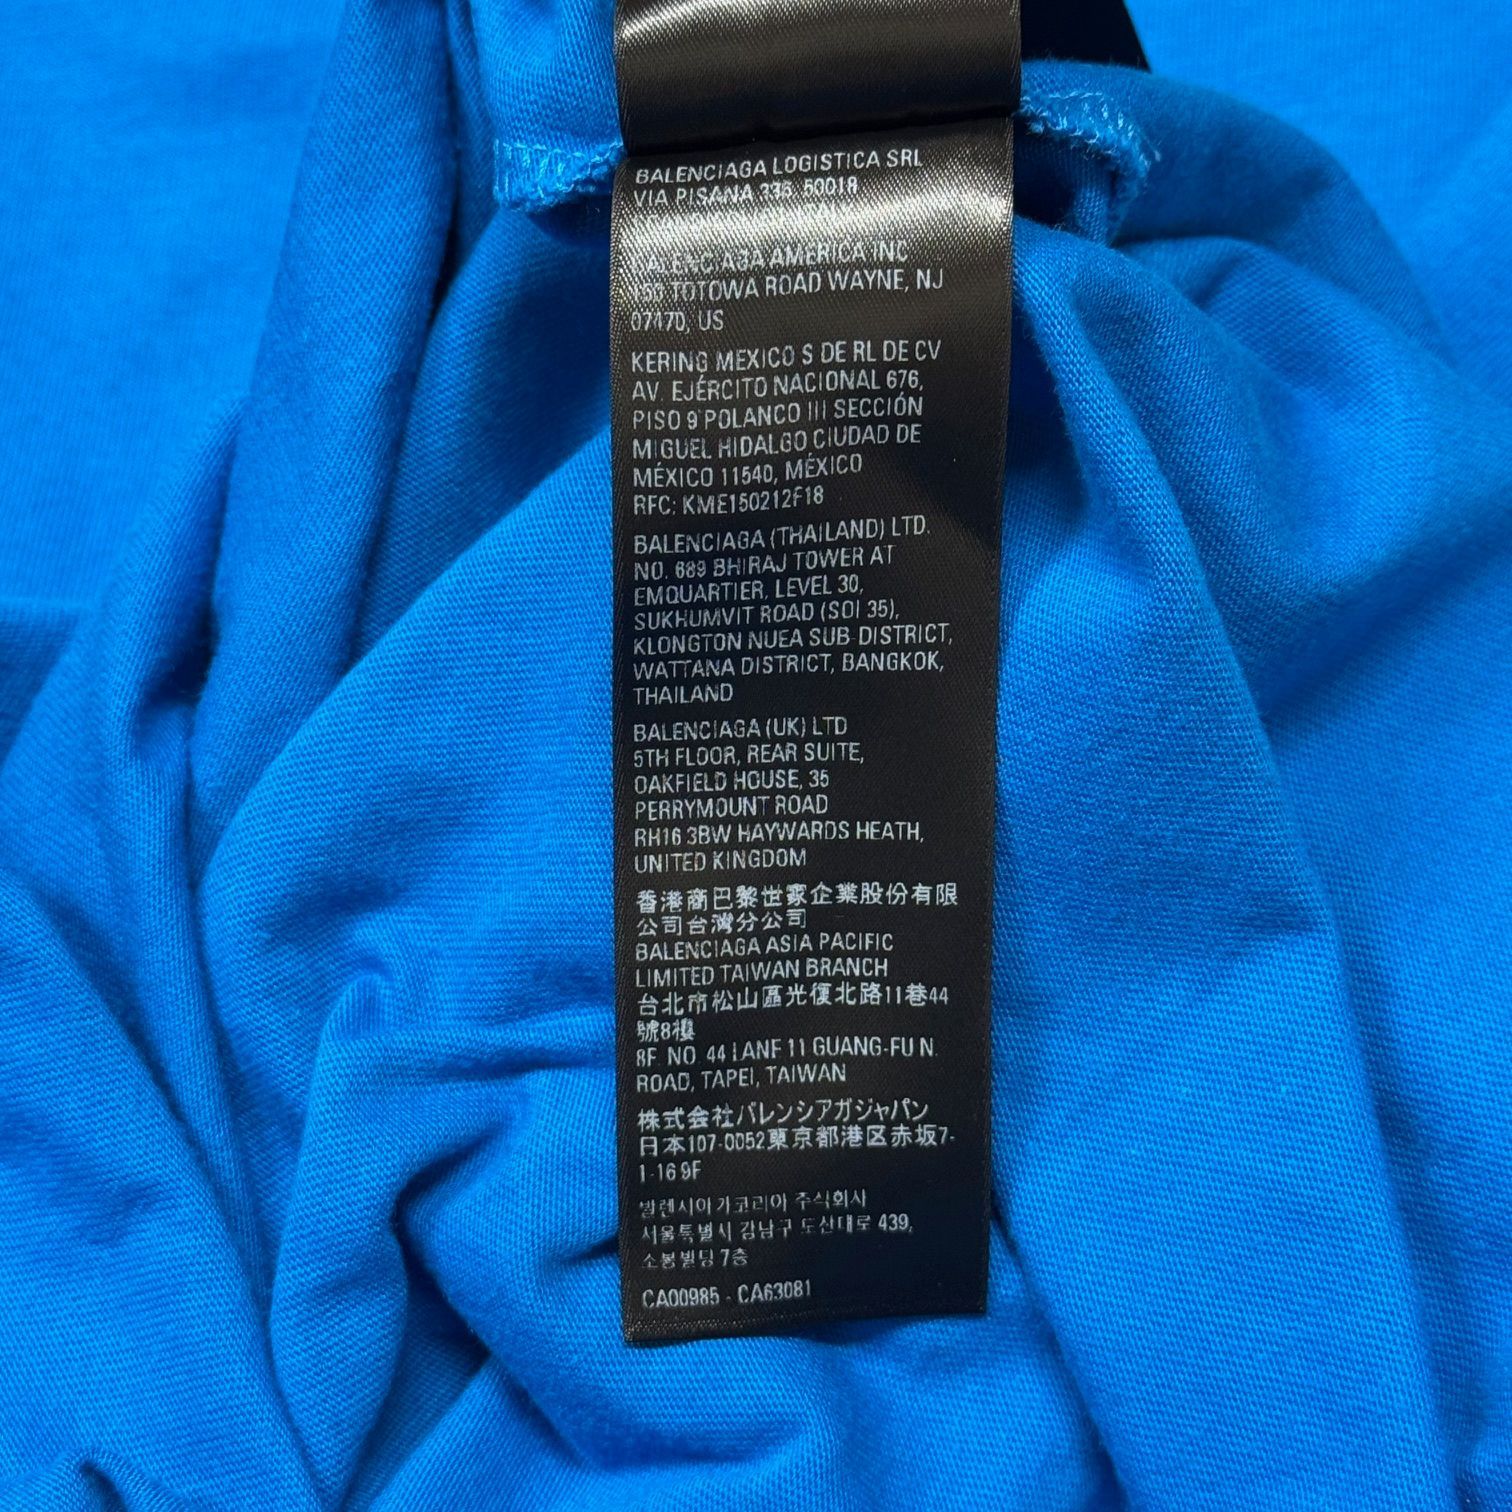 BALENCIAGA LOGISTICA SRL
VIA PISANA 336, 50018
BALENCIAGA AMERICA INC
150 TOTOWA ROAD WAYNE, NJ
07470, US
KERING MEXICO S DE RL DE CV
AV. EJÉRCITO NACIONAL 676,
PISO 9 POLANCO III SECCIÓN
MIGUEL HIDALGO CIUDAD DE
MÉXICO 11540, MÉXICO
RFC: KME150212F18
BALENCIAGA (THAILAND) LTD.
NO. 689 BHIRAJ TOWER AT
EMQUARTIER, LEVEL 30,
SUKHUMVIT ROAD (SOI 35),
KLONGTON NUEA SUB-DISTRICT,
WATTANA DISTRICT, BANGKOK,
THAILAND
BALENCIAGA (UK) LTD
5TH FLOOR, REAR SUITE,
OAKFIELD HOUSE, 35
PERRYMOUNT ROAD
RH16 3BW HAYWARDS HEATH,
UNITED KINGDOM
香港商巴黎世家企業股份有限
公司台灣分公司
BALENCIAGA ASIA PACIFIC
LIMITED TAIWAN BRANCH
台北市松山區光復北路11巷44
號8樓
8F. NO. 44 LANE 11 GUANG-FU N.
ROAD, TAPEI, TAIWAN
株式会社バレンシアガジャパン
日本107-0052東京都港区赤坂7-
1-16 9F
발렌시아가코리아 주식회사
서울특별시 강남구 도산대로 439,
소봉빌딩 7층
CA00985 - CA63081